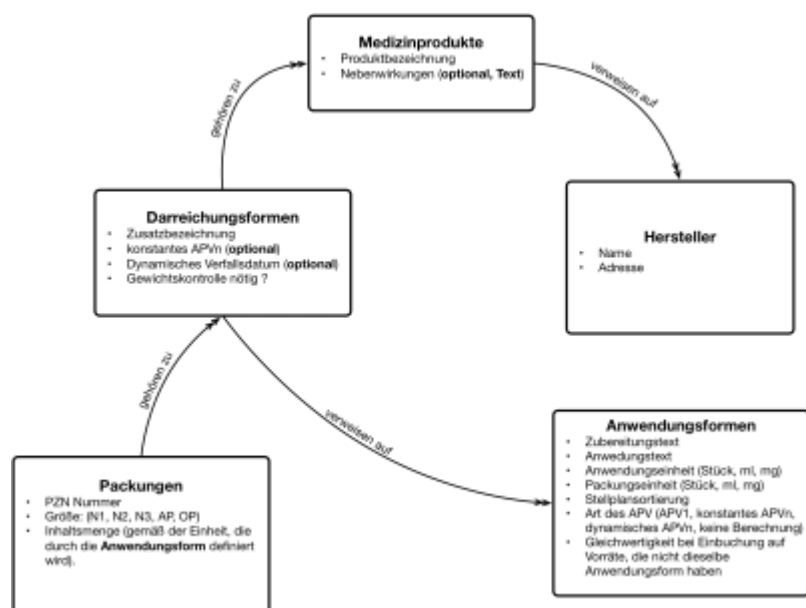 Medizinprodukte
• Produktbezeichnung
• Nebenwirkungen (optional, Text)
gehören zu
verweisen auf
Darreichungsformen
• Zusatzbezeichnung
• konstantes APVn (optional)
• Dynamisches Verfallsdatum (optional)
• Gewichtskontrolle nötig ?
Hersteller
• Name
• Adresse
gehören zu
verweisen auf
Packungen
• PZN Nummer
• Größe: (N1, N2, N3, AP, OP)
• Inhaltsmenge (gemäß der Einheit, die
durch die Anwendungsform definiert
wird).
Anwendungsformen
• Zubereitungstext
• Anwedungstext
• Anwendungseinheit (Stück, ml, mg)
• Packungseinheit (Stück, ml, mg)
• Stellplansortierung
• Art des APV (APV1, konstantes APVn,
dynamisches APVn, keine Berechnung)
• Gleichwertigkeit bei Einbuchung auf
Vorräte, die nicht dieselbe
Anwendungsform haben